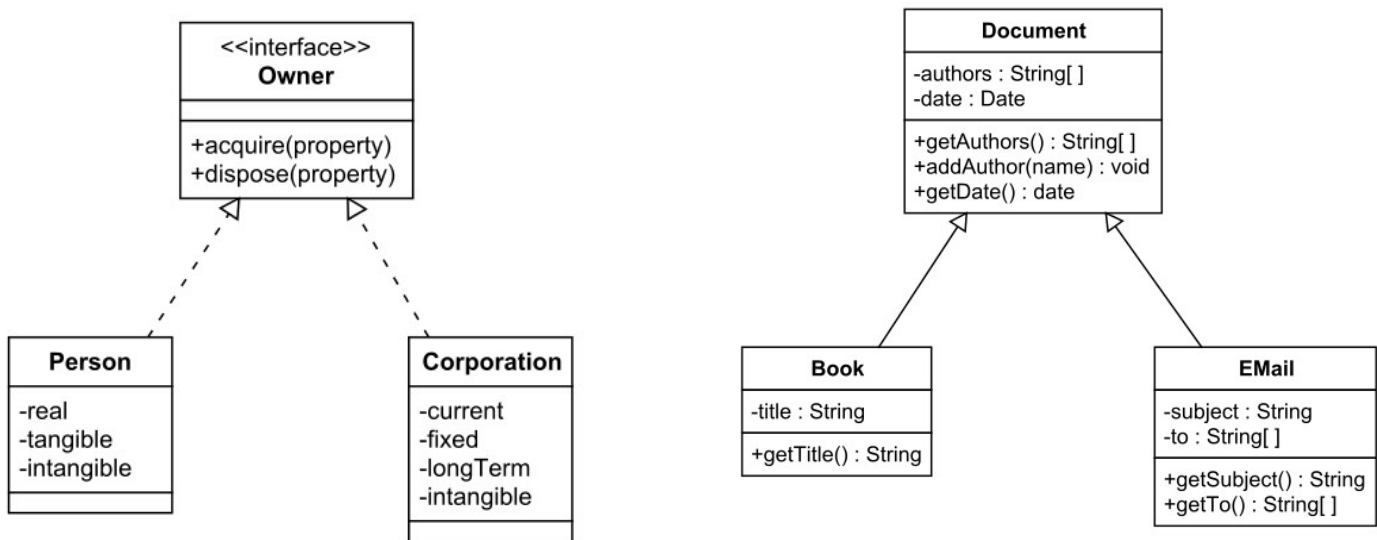 <<interface>>
Owner
+acquire(property)
+dispose(property)
Person
-real
-tangible
-intangible
Corporation
-current
-fixed
-longTerm
-intangible
Document
-authors : String[ ]
-date : Date
+getAuthors() : String[ ]
+addAuthor(name) : void
+getDate() : date
Book
-title : String
+getTitle() : String
EMail
-subject : String
-to : String[ ]
+getSubject() : String
+getTo() : String[ ]